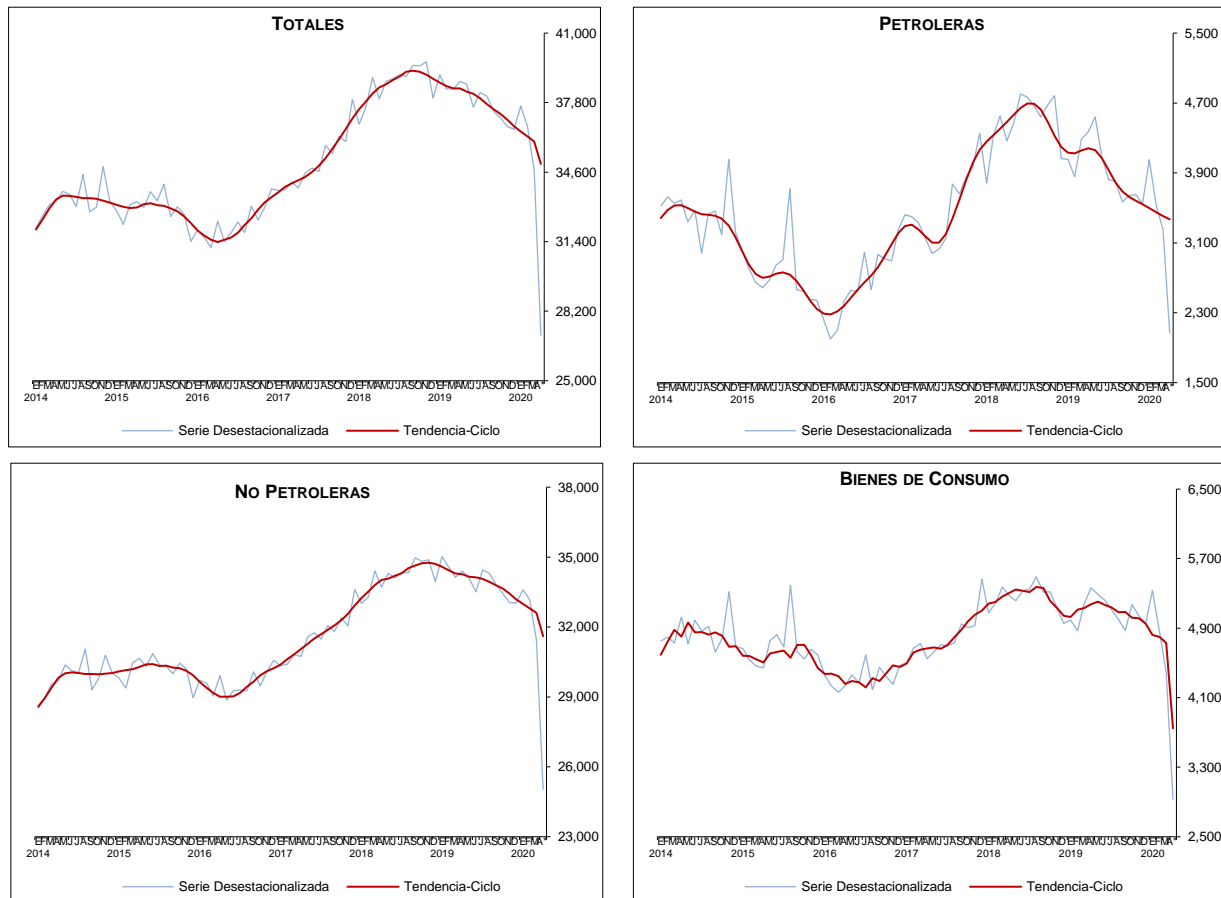 TOTALES
41,000
37,800
34,600
31,400
28,200
25,000
2014 2015 2016 2017 2018 2019 2020
Serie Desestacionalizada Tendencia-Ciclo
PETROLERAS
5,500
4,700
3,900
3,100
2,300
1,500
2014 2015 2016 2017 2018 2019 2020
Serie Desestacionalizada Tendencia-Ciclo
NO PETROLERAS
38,000
35,000
32,000
29,000
26,000
23,000
2014 2015 2016 2017 2018 2019 2020
Serie Desestacionalizada Tendencia-Ciclo
BIENES DE CONSUMO
6,500
5,700
4,900
4,100
3,300
2,500
2014 2015 2016 2017 2018 2019 2020
Serie Desestacionalizada Tendencia-Ciclo